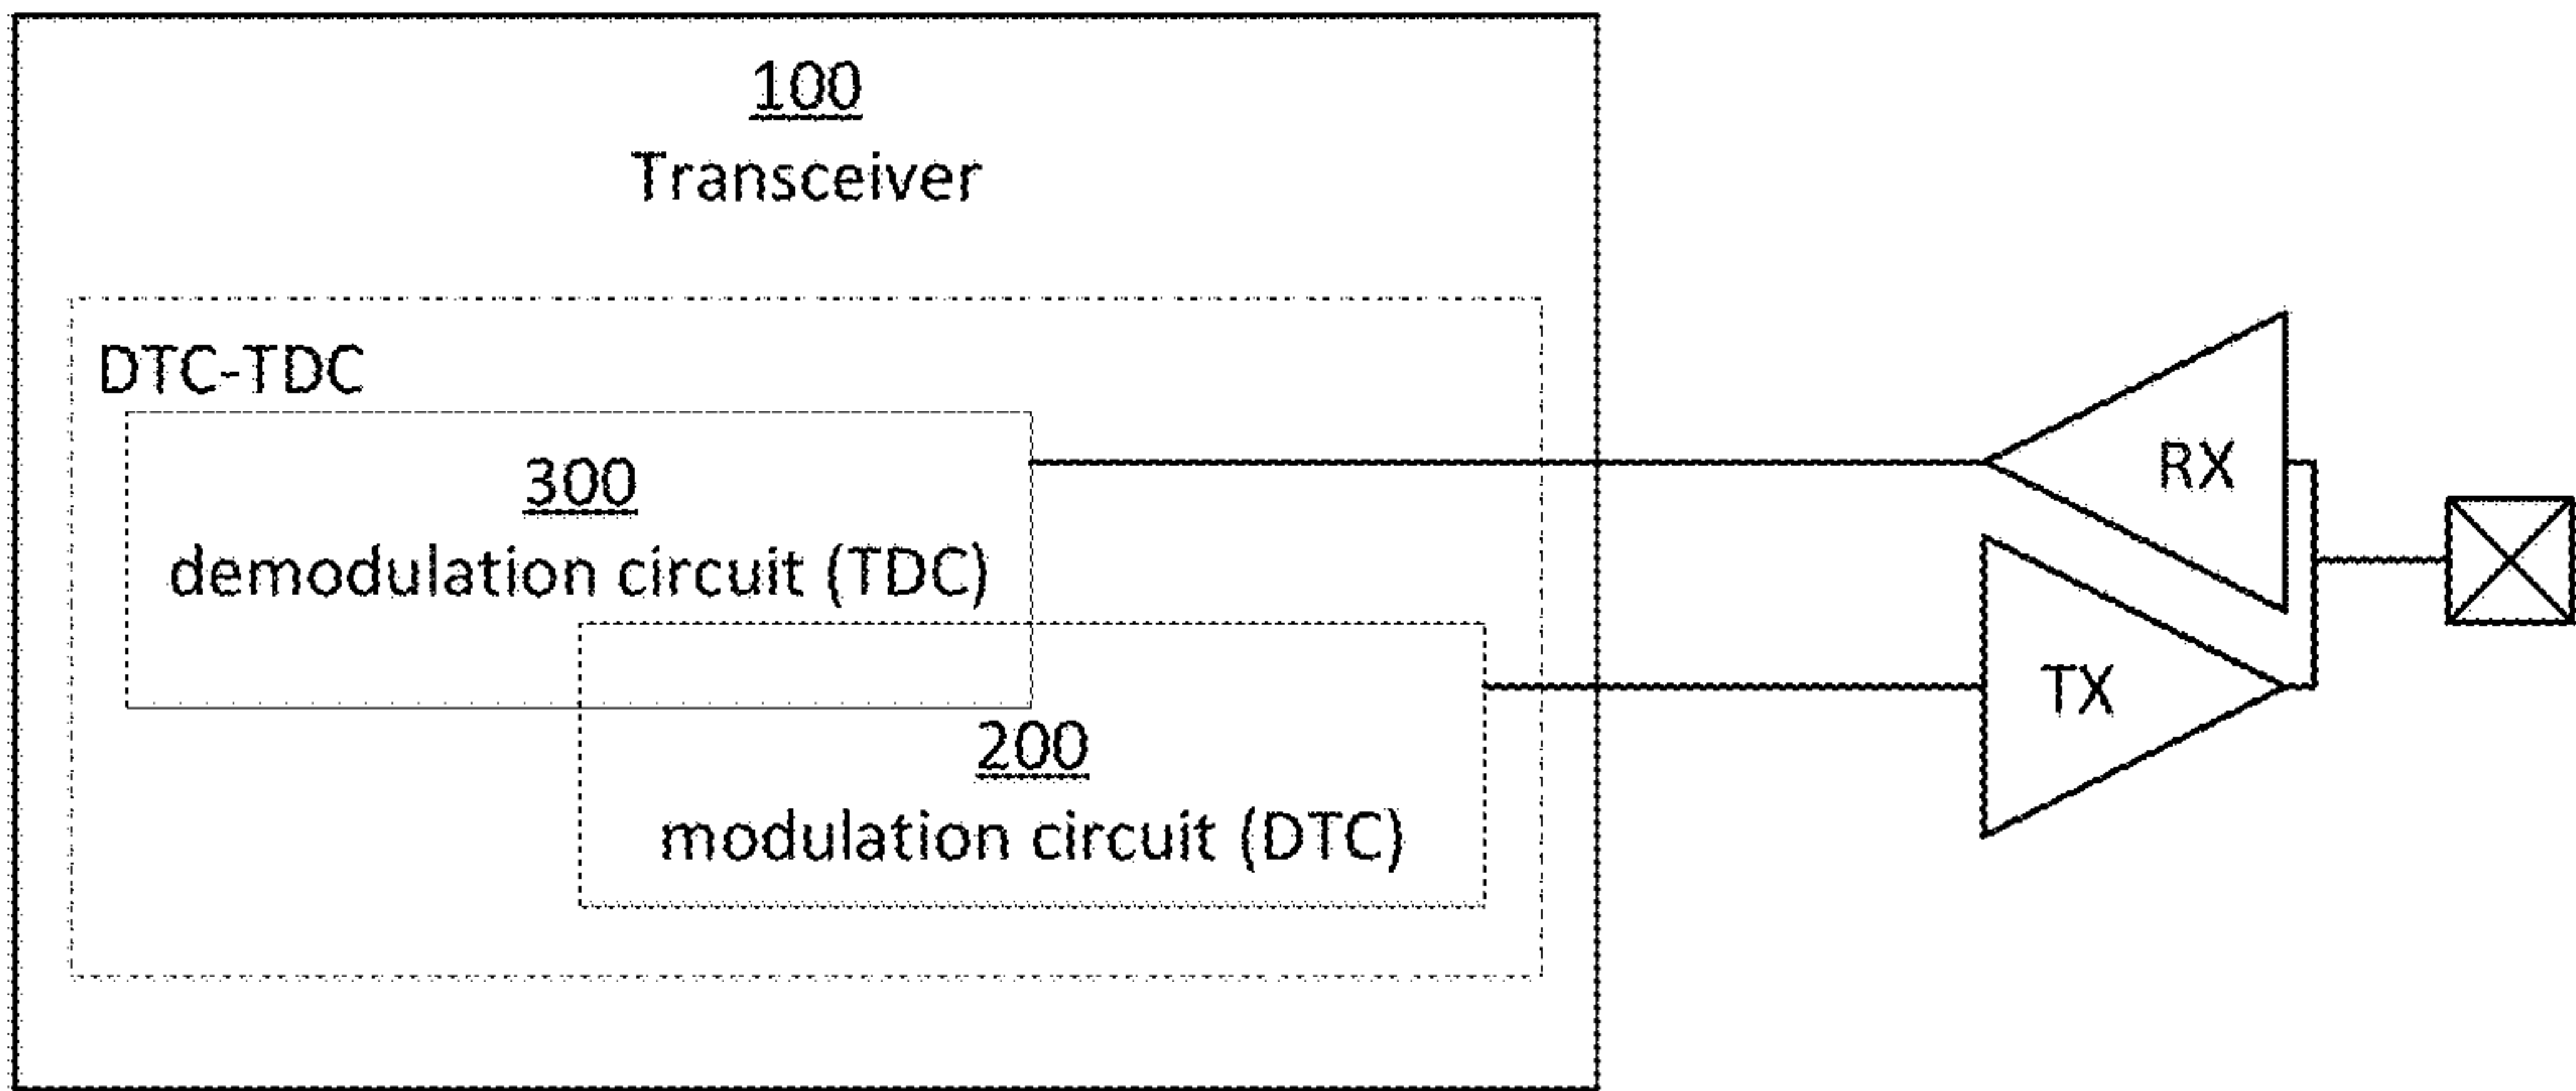 100
Transceiver
DTC-TDC
300
demodulation circuit (TDC)
200
modulation circuit (DTC)
RX
TX